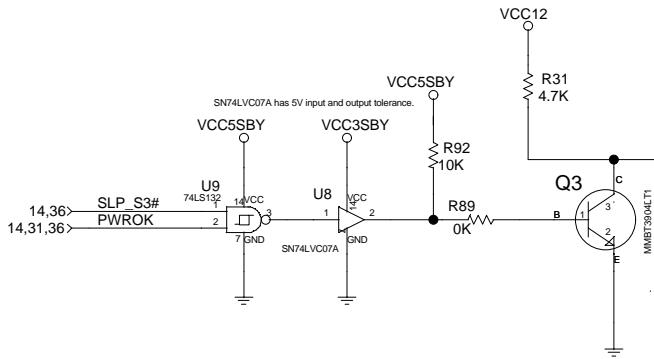 VCC12
R31
4.7K
SN74LVC07A has 5V input and output tolerance.
VCC5SBY
VCC5SBY
VCC3SBY
R92
10K
C
Q3
U9
74LS132
14
VCC
U8
VCC
14
R89
0K
B
1
3
2
E
MMBT3904LT1
14,36
SLP_S3#
1
3
14,31,36
PWROK
2
1
2
7
GND
GND
SN74LVC07A